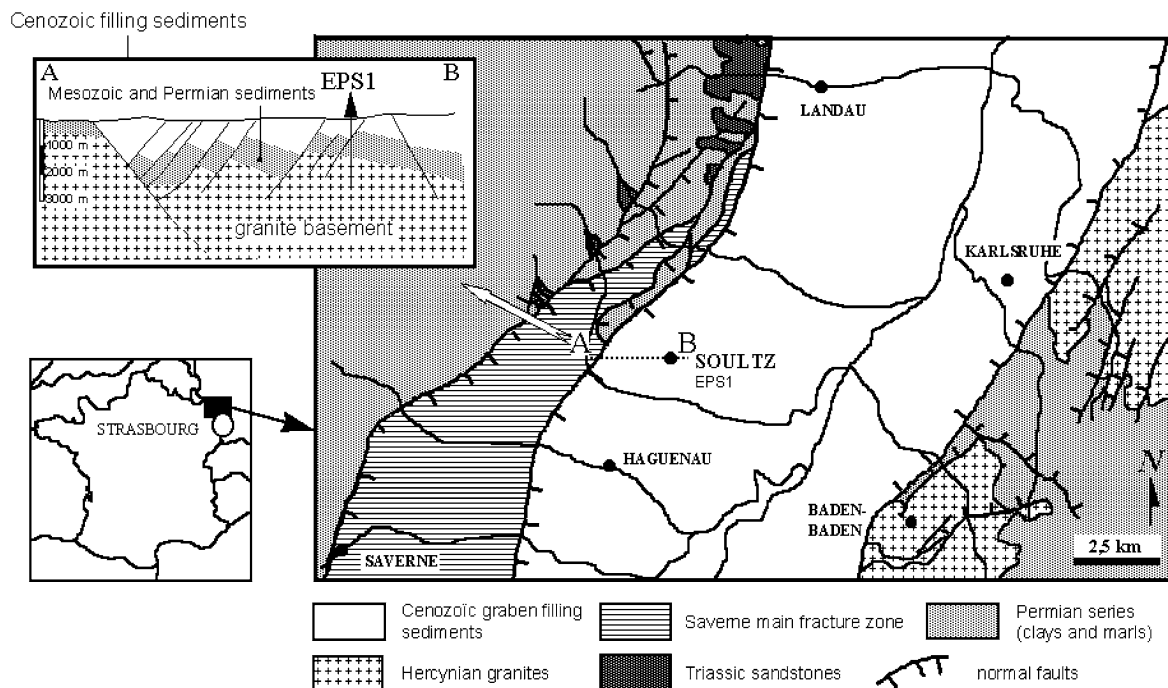 Cenozoic filling sediments
A
EPS1
B
Mesozoic and Permian sediments
1000 m
2000 m
3000 m
granite basement
LANDAU
KARLSRUHE
A
B
SOULTZ
EPS1
STRASBOURG
HAGUENAU
N
BADEN-
BADEN
SAVERNE
2,5 km
Cenozoïc graben filling
sediments
Saverne main fracture zone
Permian series
(clays and marls)
Hercynian granites
Triassic sandstones
normal faults